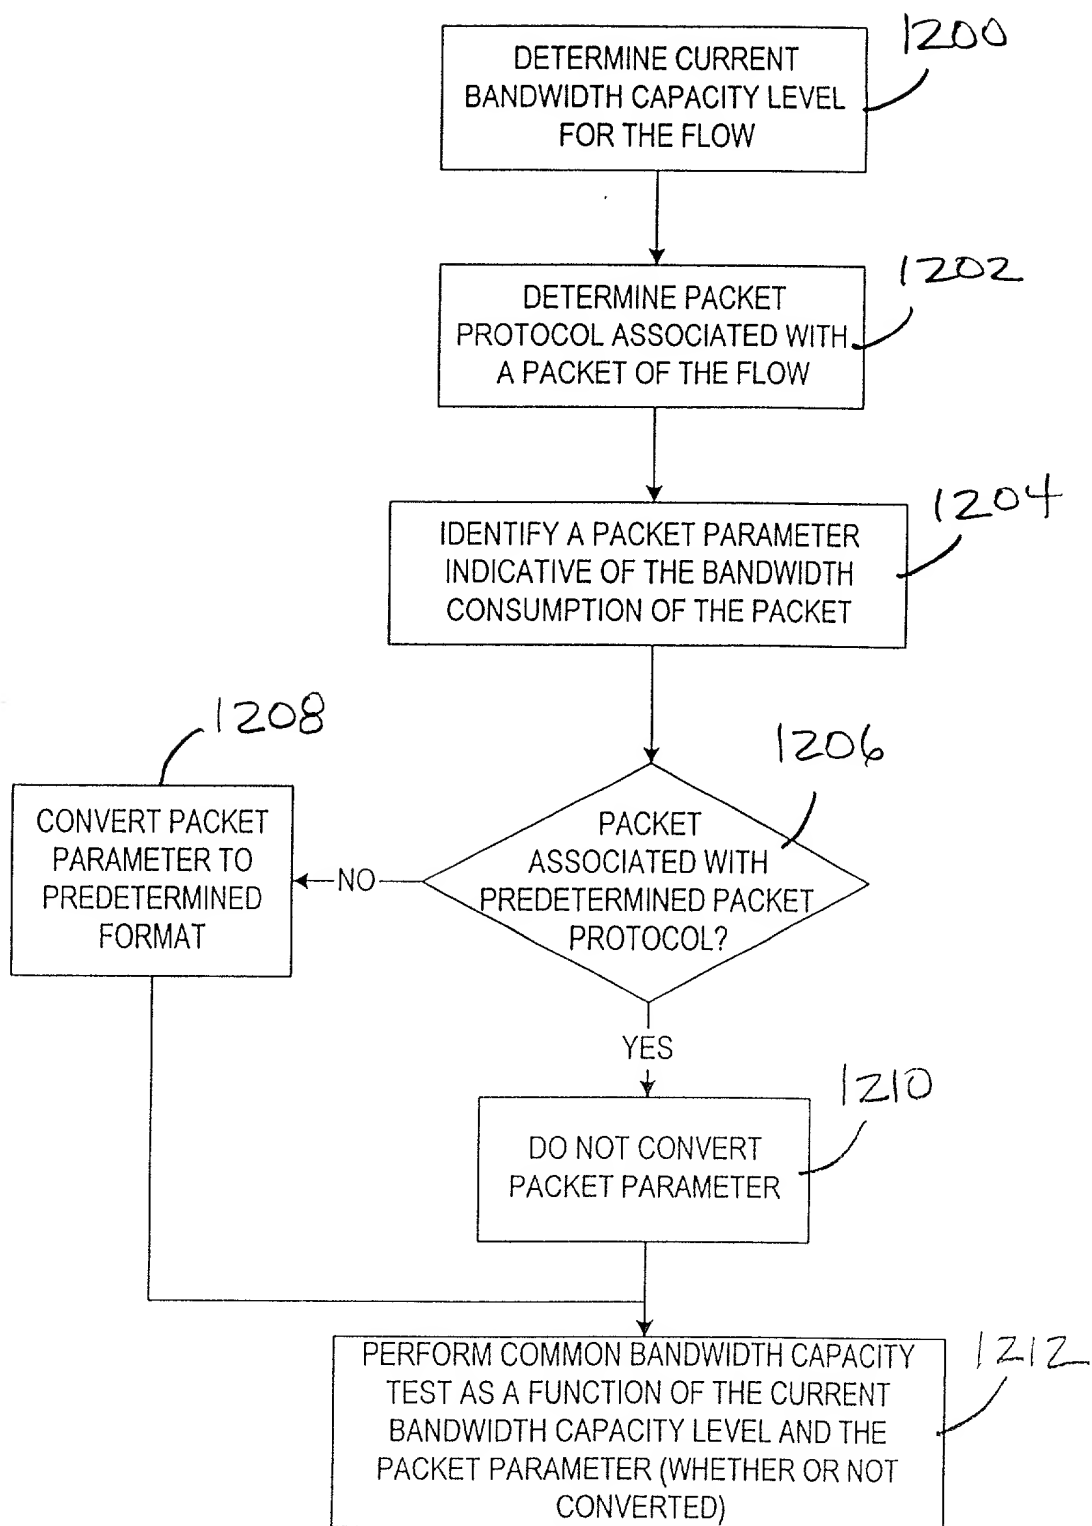 1200
DETERMINE CURRENT
BANDWIDTH CAPACITY LEVEL
FOR THE FLOW
1202
DETERMINE PACKET
PROTOCOL ASSOCIATED WITH
A PACKET OF THE FLOW
1204
IDENTIFY A PACKET PARAMETER
INDICATIVE OF THE BANDWIDTH
CONSUMPTION OF THE PACKET
1208
1206
CONVERT PACKET
PARAMETER TO
PREDETERMINED
FORMAT
NO
PACKET
ASSOCIATED WITH
PREDETERMINED PACKET
PROTOCOL?
YES
1210
DO NOT CONVERT
PACKET PARAMETER
1212
PERFORM COMMON BANDWIDTH CAPACITY
TEST AS A FUNCTION OF THE CURRENT
BANDWIDTH CAPACITY LEVEL AND THE
PACKET PARAMETER (WHETHER OR NOT
CONVERTED)